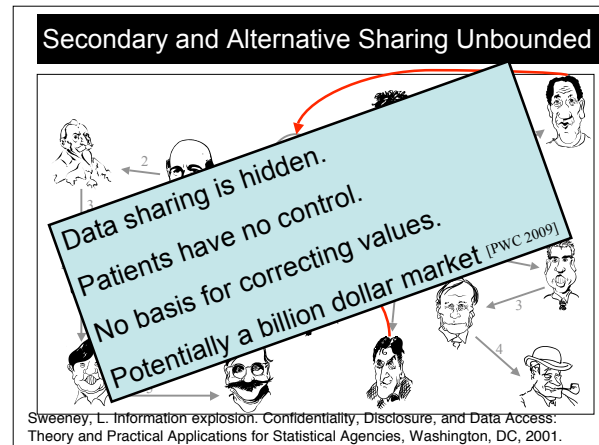 Secondary and Alternative Sharing Unbounded
2
3
Data sharing is hidden.
Patients have no control.
No basis for correcting values.
Potentially a billion dollar market [PWC 2009]
3
4
Sweeney, L. Information explosion. Confidentiality, Disclosure, and Data Access:
Theory and Practical Applications for Statistical Agencies, Washington, DC, 2001.